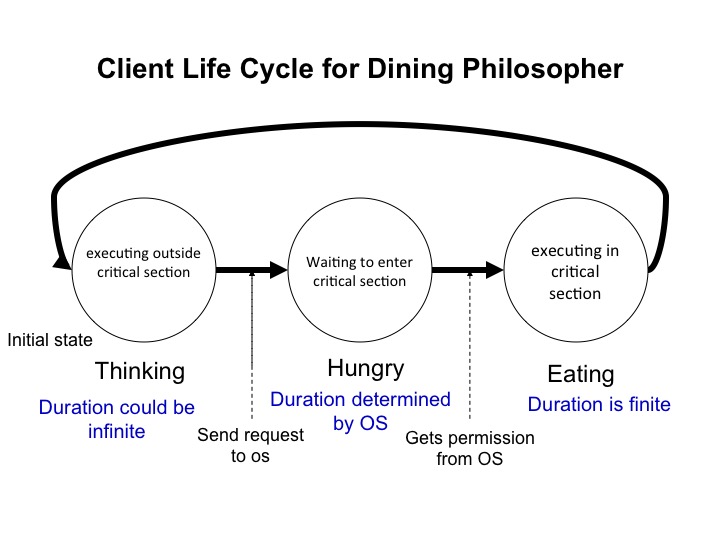 Client Life Cycle for Dining Philosopher
executing outside
critical section
Waiting to enter
critical section
executing in
critical
section
Initial state
Thinking
Hungry
Eating
Duration could be
infinite
Duration determined
by OS
Duration is finite
Send request
to os
Gets permission
from OS